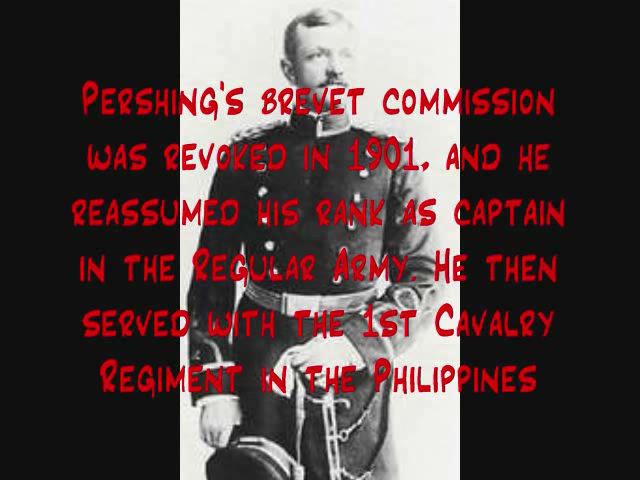 Pershing's brevet commission
was revoked in 1901, and he
reassumed his rank as captain
in the Regular Army. He then
served with the 1st Cavalry
Regiment in the Philippines